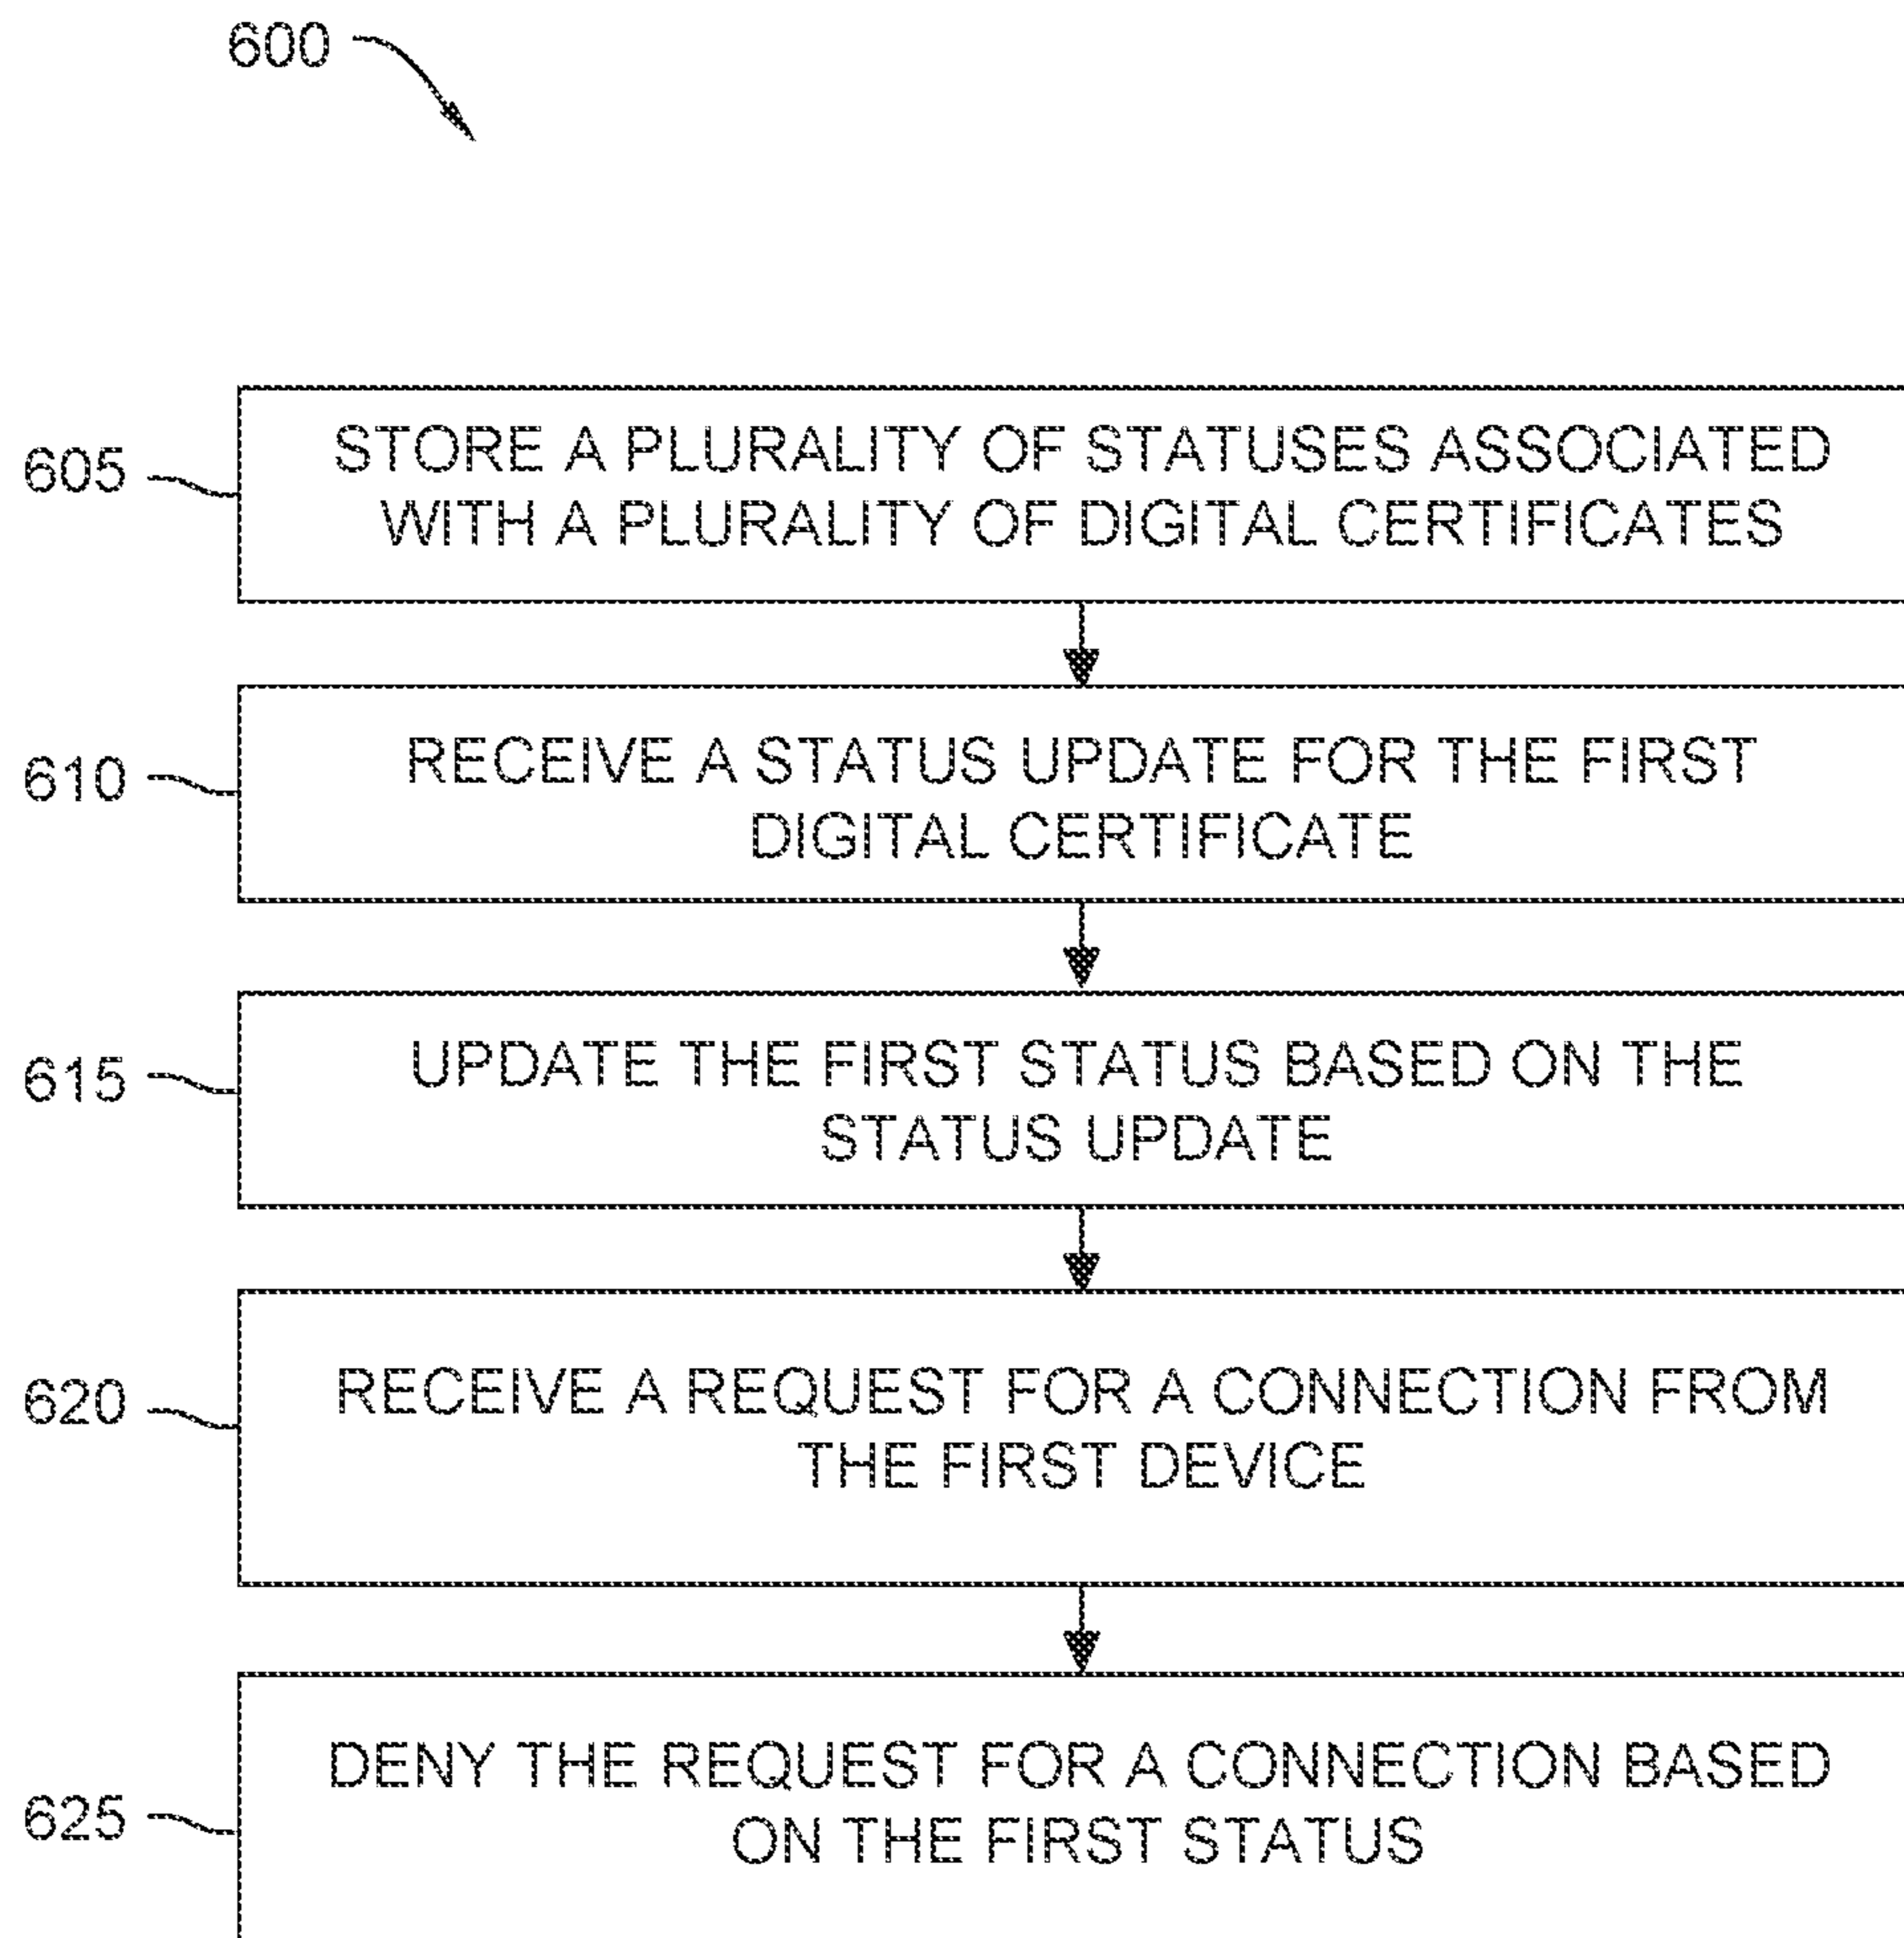 600
605
STORE A PLURALITY OF STATUSES ASSOCIATED
WITH A PLURALITY OF DIGITAL CERTIFICATES
610
RECEIVE A STATUS UPDATE FOR THE FIRST
DIGITAL CERTIFICATE
615
UPDATE THE FIRST STATUS BASED ON THE
STATUS UPDATE
620
RECEIVE A REQUEST FOR A CONNECTION FROM
THE FIRST DEVICE
625
DENY THE REQUEST FOR A CONNECTION BASED
ON THE FIRST STATUS